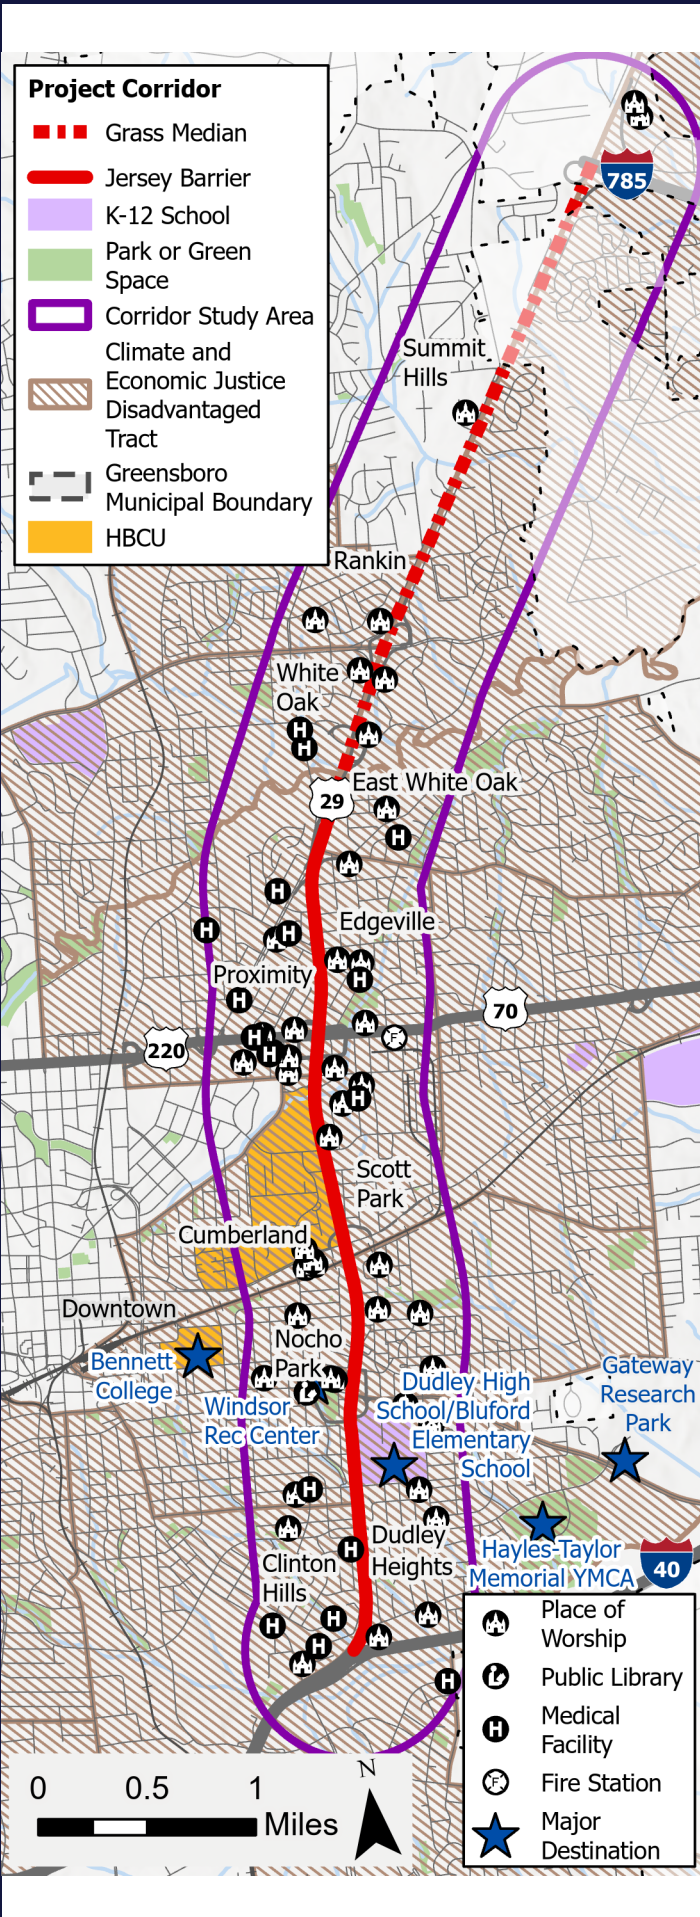 Project Corridor
Grass Median
Jersey Barrier
K-12 School
Park or Green
Space
Corridor Study Area
Climate and
Economic Justice
Disadvantaged
Tract
Greensboro
Municipal Boundary
HBCU
785
Summit
Hills
Rankin
White
Oak
H
H
East White Oak
29
H
H
Edgeville
H
H
Proximity
H
H
70
F
220
H
H
H
Scott
Park
Cumberland
Downtown
Nocho
Park
Bennett
College
Windsor
Rec Center
Dudley High
School/Bluford
Elementary
School
Gateway
Research
Park
H
Dudley
Heights
H
Hayles-Taylor
Memorial YMCA
40
Clinton
Hills
H
H
H
H
Place of
Worship
Public Library
H
Medical
Facility
F
Fire Station
Major
Destination
0
0.5
1
Miles
N